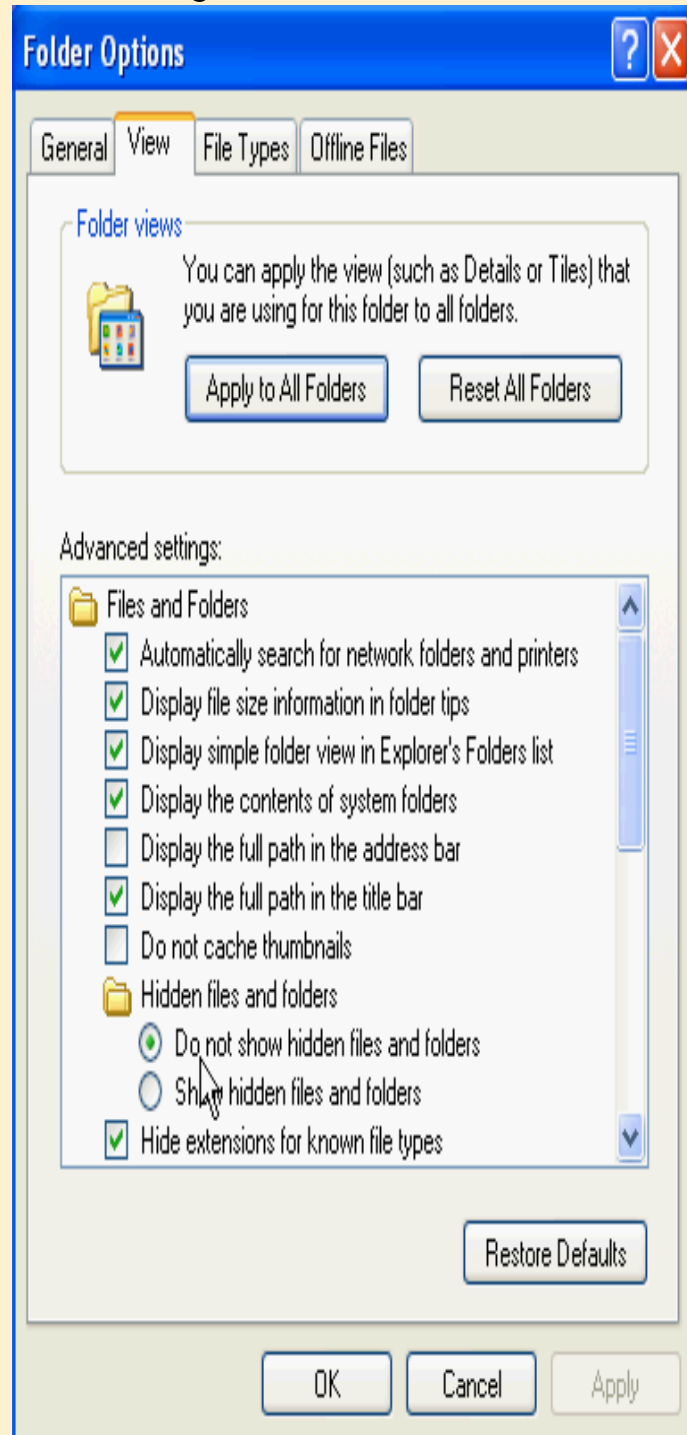 Folder Options
General View File Types Offline Files
Folder views
You can apply the view (such as Details or Tiles) that
you are using for this folder to all folders.
Apply to All Folders Reset All Folders
Advanced settings:
Files and Folders
Automatically search for network folders and printers
Display file size information in folder tips
Display simple folder view in Explorer's Folders list
Display the contents of system folders
Display the full path in the address bar
Display the full path in the title bar
Do not cache thumbnails
Hidden files and folders
Do not show hidden files and folders
Show hidden files and folders
Hide extensions for known file types
Restore Defaults
OK Cancel Apply